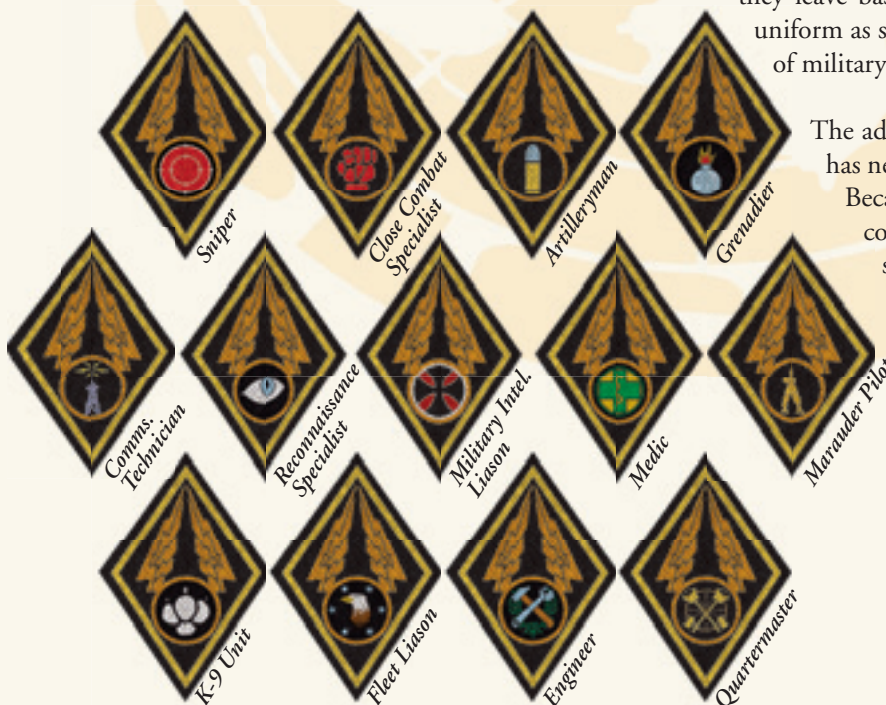 they leave bas
uniform as s
of military
The ad
has ne
Beca
co
s
Sniper
Close Combat
Specialist
Artilleryman
Grenadier
Comms.
Technician
Reconnaissance
Specialist
Military Intel.
Liason
Medic
Marauder Pilot
K-9 Unit
Fleet Liason
Engineer
Quartermaster